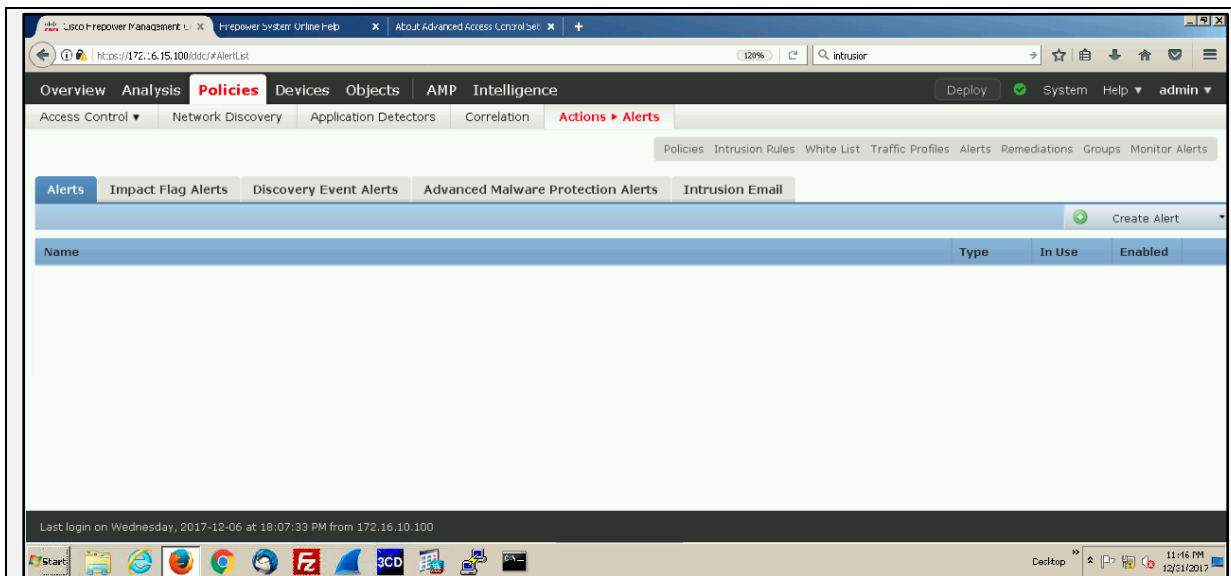 Cisco Firepower Management C
Firepower System Online Help
About Advanced Access Control Sett
https://172.16.15.100/ddc/#AlertList
120%
intrusion
Overview Analysis Policies Devices Objects AMP Intelligence
Deploy System Help admin
Access Control Network Discovery Application Detectors Correlation Actions Alerts
Policies Intrusion Rules White List Traffic Profiles Alerts Remediations Groups Monitor Alerts
Alerts Impact Flag Alerts Discovery Event Alerts Advanced Malware Protection Alerts Intrusion Email
Create Alert
Name Type In Use Enabled
Last login on Wednesday, 2017-12-06 at 18:07:33 PM from 172.16.10.100
Start
3CD
Desktop
11:46 PM
12/31/2017